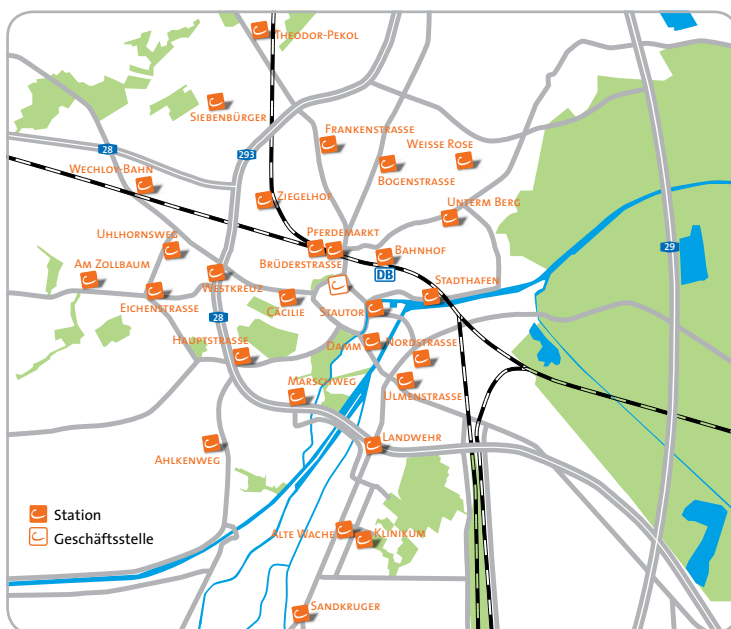 Theodor-Pekol
Siebenbürger
Frankenstrasse
Weisse Rose
28
293
Wechloy-Bahn
Bogenstrasse
Ziegelhof
Unterm Berg
Uhlhornsweg
Pferdemarkt
Bahnhof
29
Am Zollbaum
Brüderstrasse
DB
Westkreuz
Stadthafen
Eichenstrasse
Cäcilie
Stautor
28
Hauptstrasse
Damm
Nordstrasse
Marschweg
Ulmenstrasse
Landwehr
Ahlkenweg
Station
Geschäftsstelle
Alte Wache
Klinikum
Sandkruger